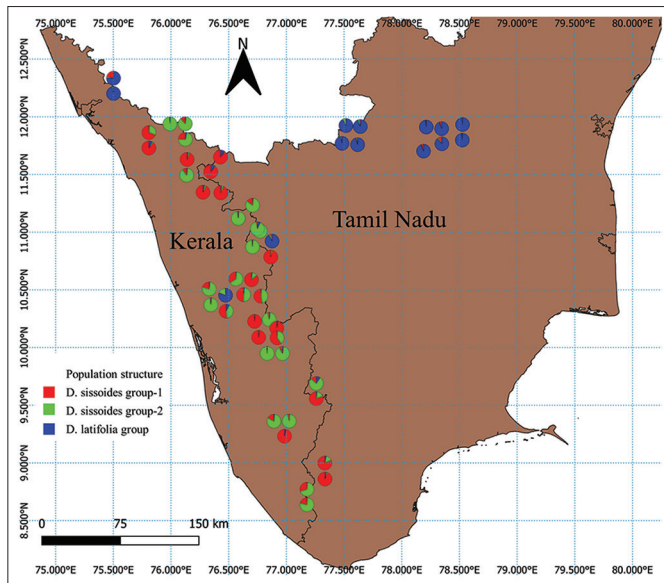 75.000°E 75.500°E 76.000°E 76.500°E 77.000°E 77.500°E 78.000°E 78.500°E 79.000°E 79.500°E 80.000°E
N
12.500°N
12.000°N
11.500°N
11.000°N
10.500°N
10.000°N
9.500°N
9.000°N
8.500°N
Kerala
Tamil Nadu
Population structure
D. sissoides group-1
D. sissoides group-2
D. latifolia group
0 75 150 km
75.000°E 75.500°E 76.000°E 76.500°E 77.000°E 77.500°E 78.000°E 78.500°E 79.000°E 79.500°E 80.000°E